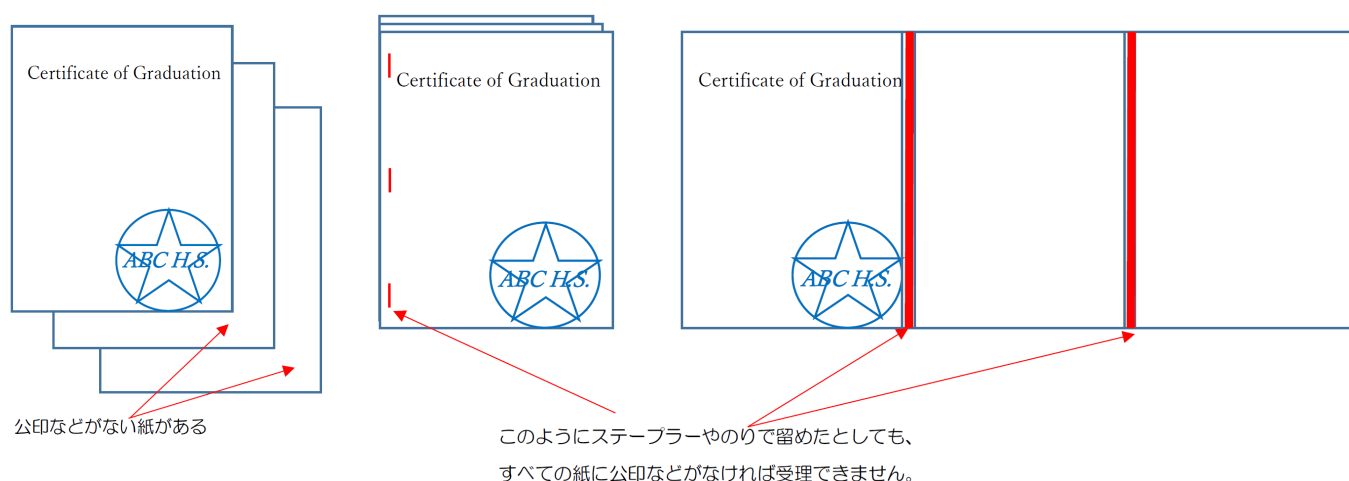 Certificate of Graduation
ABC H.S.
公印などがない紙がある
Certificate of Graduation
ABC H.S.
Certificate of Graduation
ABC H.S.
このようにステープラーやのりで留めたとしても、
すべての紙に公印などがなければ受理できません。